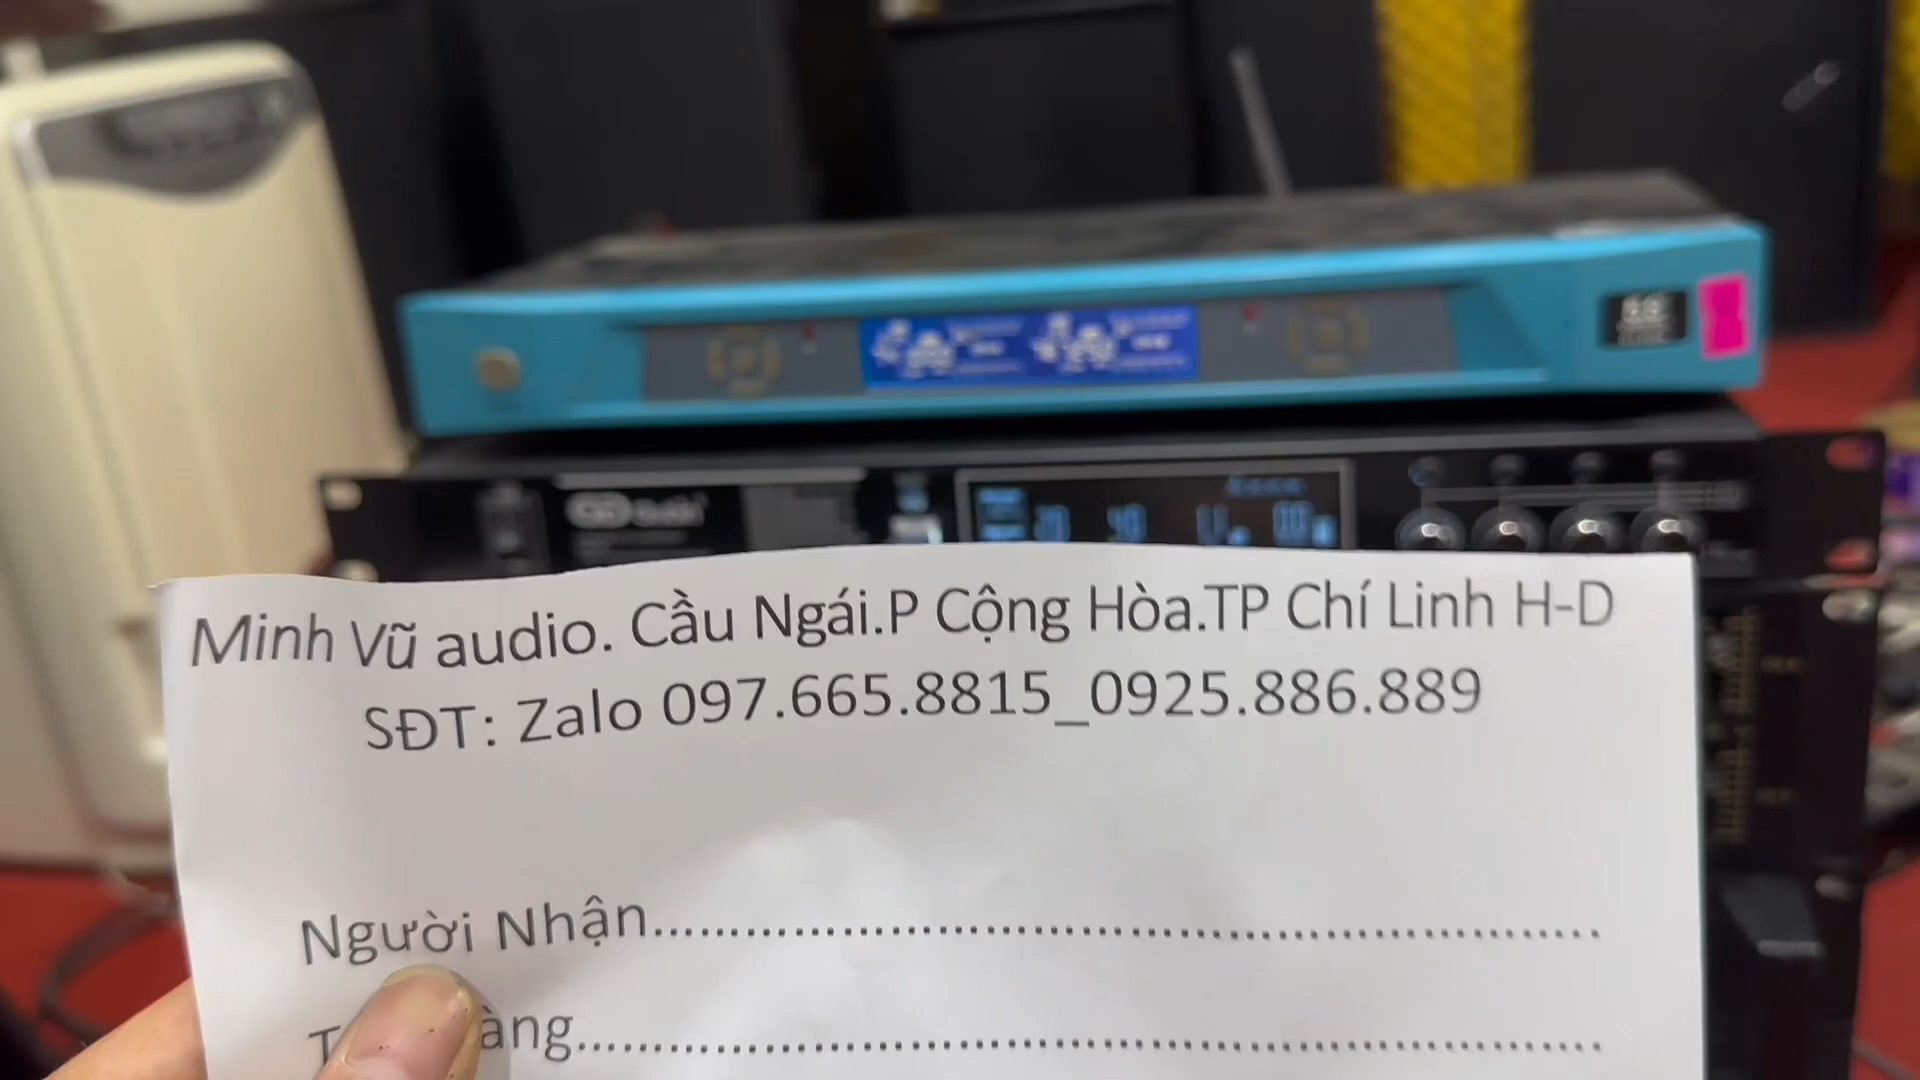 Minh Vũ audio. Cầu Ngái.P Cộng Hòa.TP Chí Linh H-D
SĐT: Zalo 097.665.8815_0925.886.889
Người Nhận..........................................................
àng..........................................................